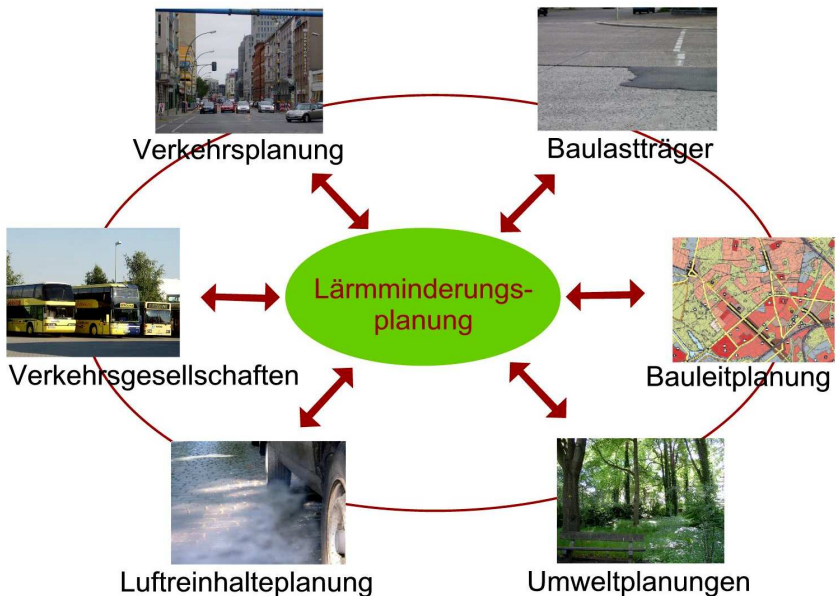 Verkehrsplanung
Baulastträger
Lärmminderungs-
planung
Verkehrsgesellschaften
Bauleitplanung
Luftreinhalteplanung
Umweltplanungen